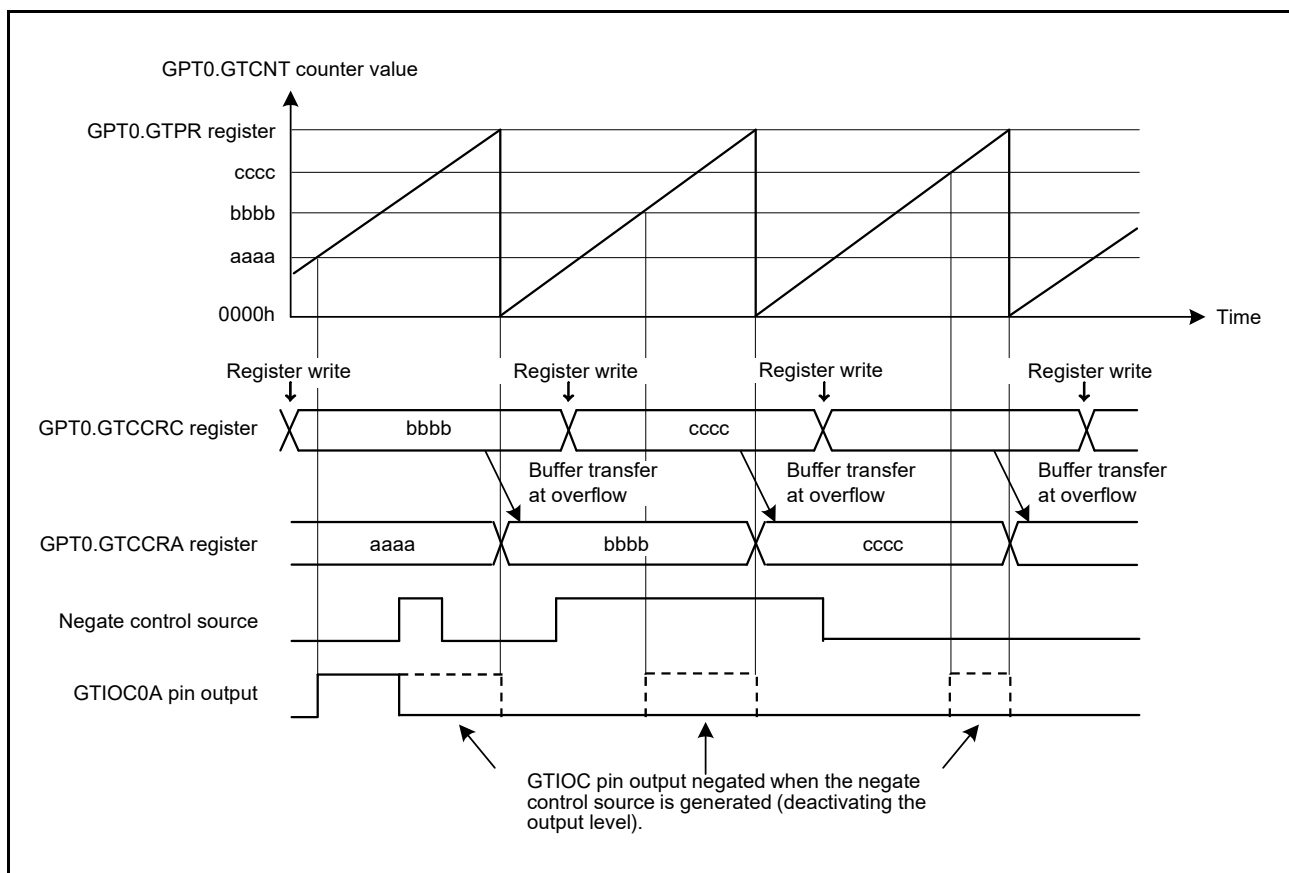 GPT0.GTCNT counter value
GPT0.GTPR register
cccc
bbbb
aaaa
0000h
Time
Register write
Register write
Register write
Register write
GPT0.GTCCRC register
bbbb
cccc
Buffer transfer
at overflow
Buffer transfer
at overflow
Buffer transfer
at overflow
GPT0.GTCCRA register
aaaa
bbbb
cccc
Negate control source
GTIOC0A pin output
GTIOC pin output negated when the negate
control source is generated (deactivating the
output level).